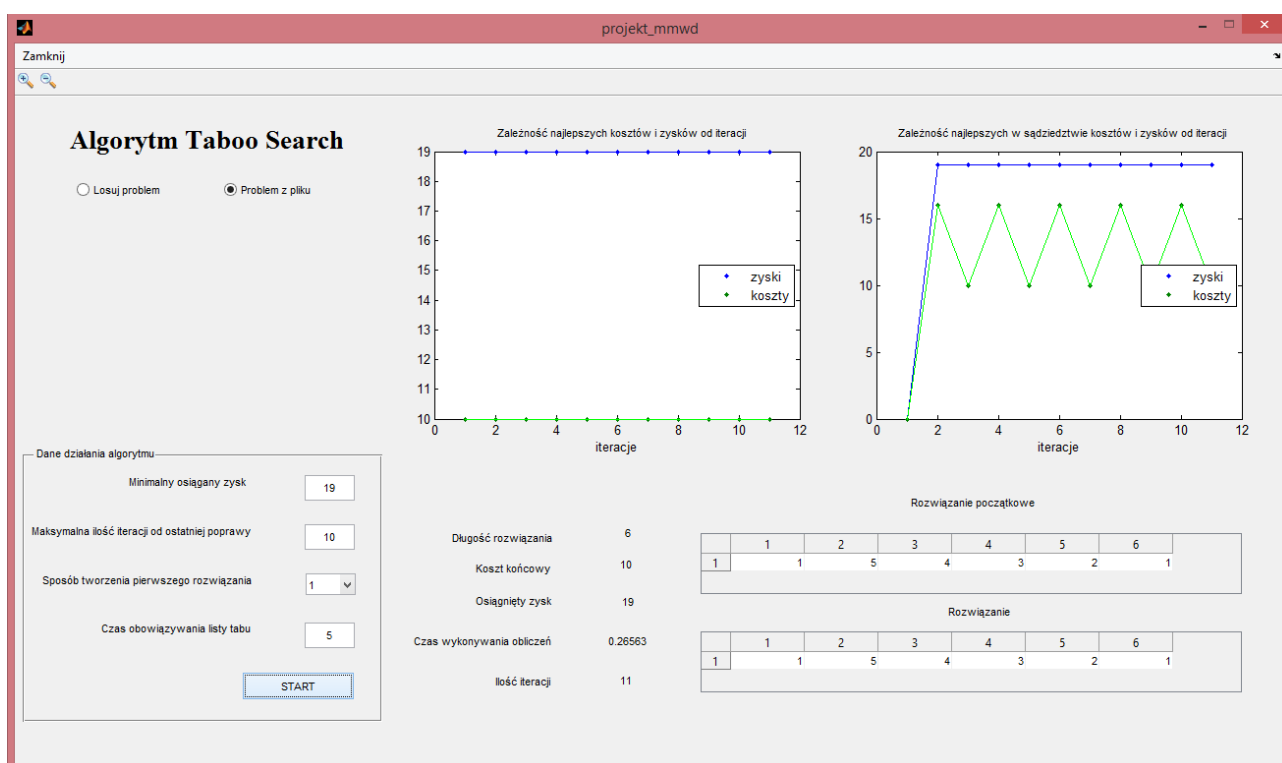 projekt_mmwd
Zamknij
Algorytm Taboo Search
Losuj problem
Problem z pliku
Zależność najlepszych kosztów i zysków od iteracji
19
18
17
16
15
14
13
12
11
10
0 2 4 6 8 10 12
iteracje
zyski
koszty
Zależność najlepszych w sądziedztwie kosztów i zysków od iteracji
20
15
10
5
0
0 2 4 6 8 10 12
iteracje
zyski
koszty
Dane działania algorytmu
Minimalny osiągany zysk 19
Maksymalna ilość iteracji od ostatniej poprawy 10
Sposób tworzenia pierwszego rozwiązania 1
Czas obowiązywania listy tabu 5
START
Długość rozwiązania 6
Koszt końcowy 10
Osiągnięty zysk 19
Czas wykonywania obliczeń 0.26563
Ilość iteracji 11
Rozwiązanie początkowe
1 2 3 4 5 6
1 1 5 4 3 2 1
Rozwiązanie
1 2 3 4 5 6
1 1 5 4 3 2 1